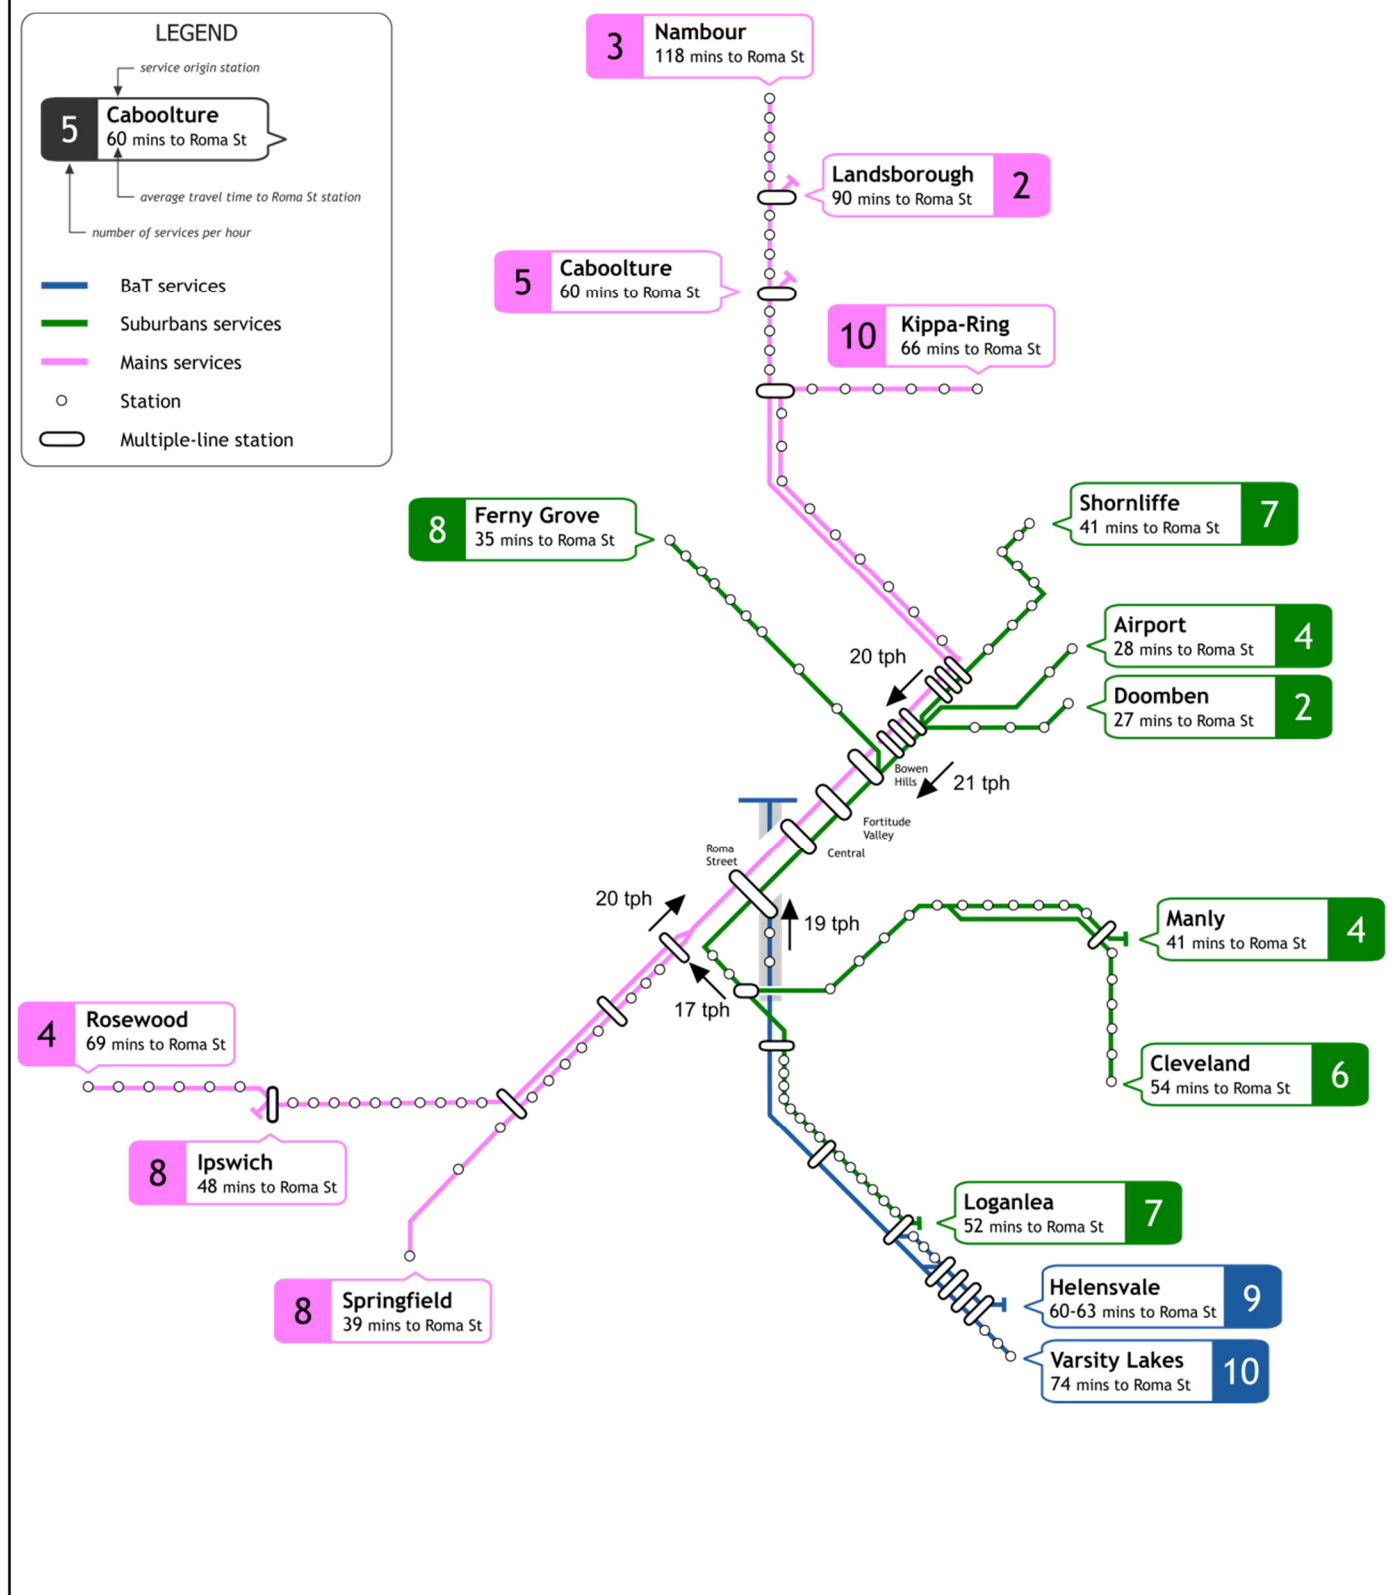 LEGEND
service origin station
5
Caboolture
60 mins to Roma St
average travel time to Roma St station
number of services per hour
BaT services
Suburbans services
Mains services
Station
Multiple-line station
3
Nambour
118 mins to Roma St
Landsborough
90 mins to Roma St
2
5
Caboolture
60 mins to Roma St
10
Kippa-Ring
66 mins to Roma St
8
Ferny Grove
35 mins to Roma St
Shornliffe
41 mins to Roma St
7
Airport
28 mins to Roma St
4
Doomben
27 mins to Roma St
2
20 tph
Bowen
Hills
21 tph
Fortitude
Valley
Central
Roma
Street
20 tph
19 tph
17 tph
Manly
41 mins to Roma St
4
Cleveland
54 mins to Roma St
6
4
Rosewood
69 mins to Roma St
8
Ipswich
48 mins to Roma St
8
Springfield
39 mins to Roma St
Loganlea
52 mins to Roma St
7
Helensvale
60-63 mins to Roma St
9
Varsity Lakes
74 mins to Roma St
10